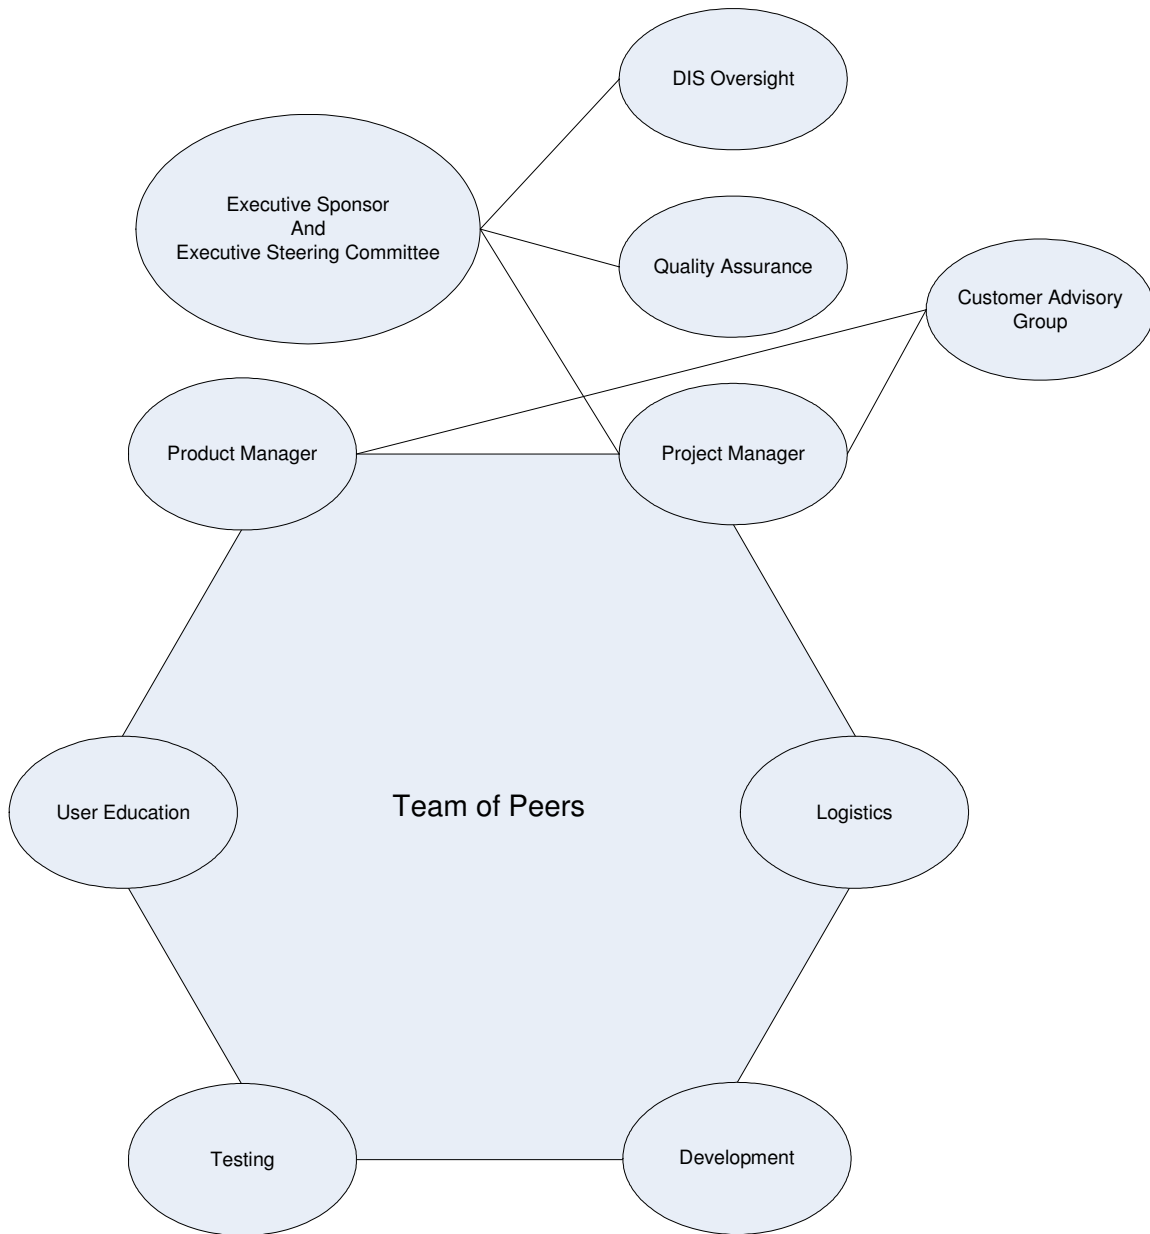 DIS Oversight
Executive Sponsor
And
Executive Steering Committee
Quality Assurance
Customer Advisory
Group
Product Manager
Project Manager
User Education
Team of Peers
Logistics
Testing
Development